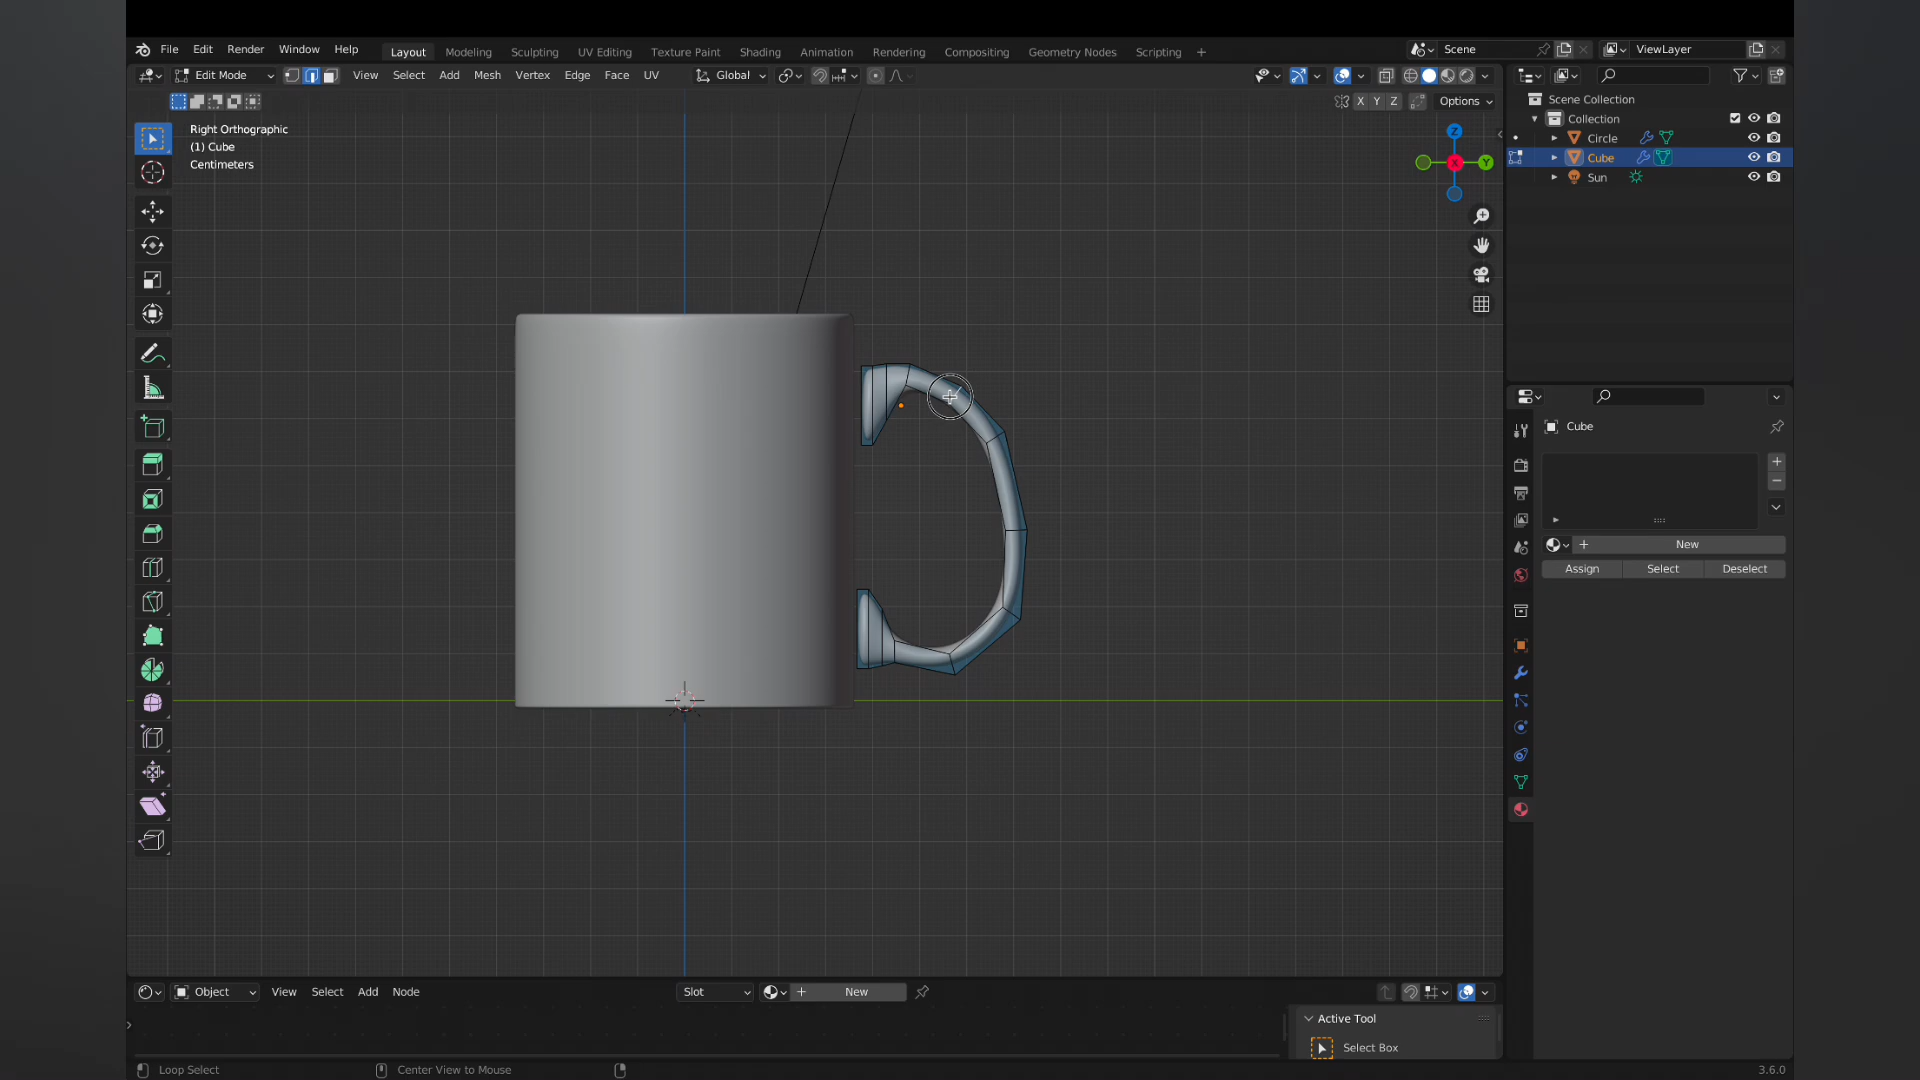 File Edit Render Window Help Layout Modeling Sculpting UV Editing Texture Paint Shading Animation Rendering Compositing Geometry Nodes Scripting + Scene ViewLayer
Edit Mode View Select Add Mesh Vertex Edge Face UV Global
X Y Z Options
Scene Collection
Collection
Circle
Cube
Sun
Right Orthographic
(1) Cube
Centimeters
Z
X
Y
Cube
+ New
Assign Select Deselect
Object View Select Add Node Slot + New
Active Tool
Select Box
Loop Select Center View to Mouse 3.6.0